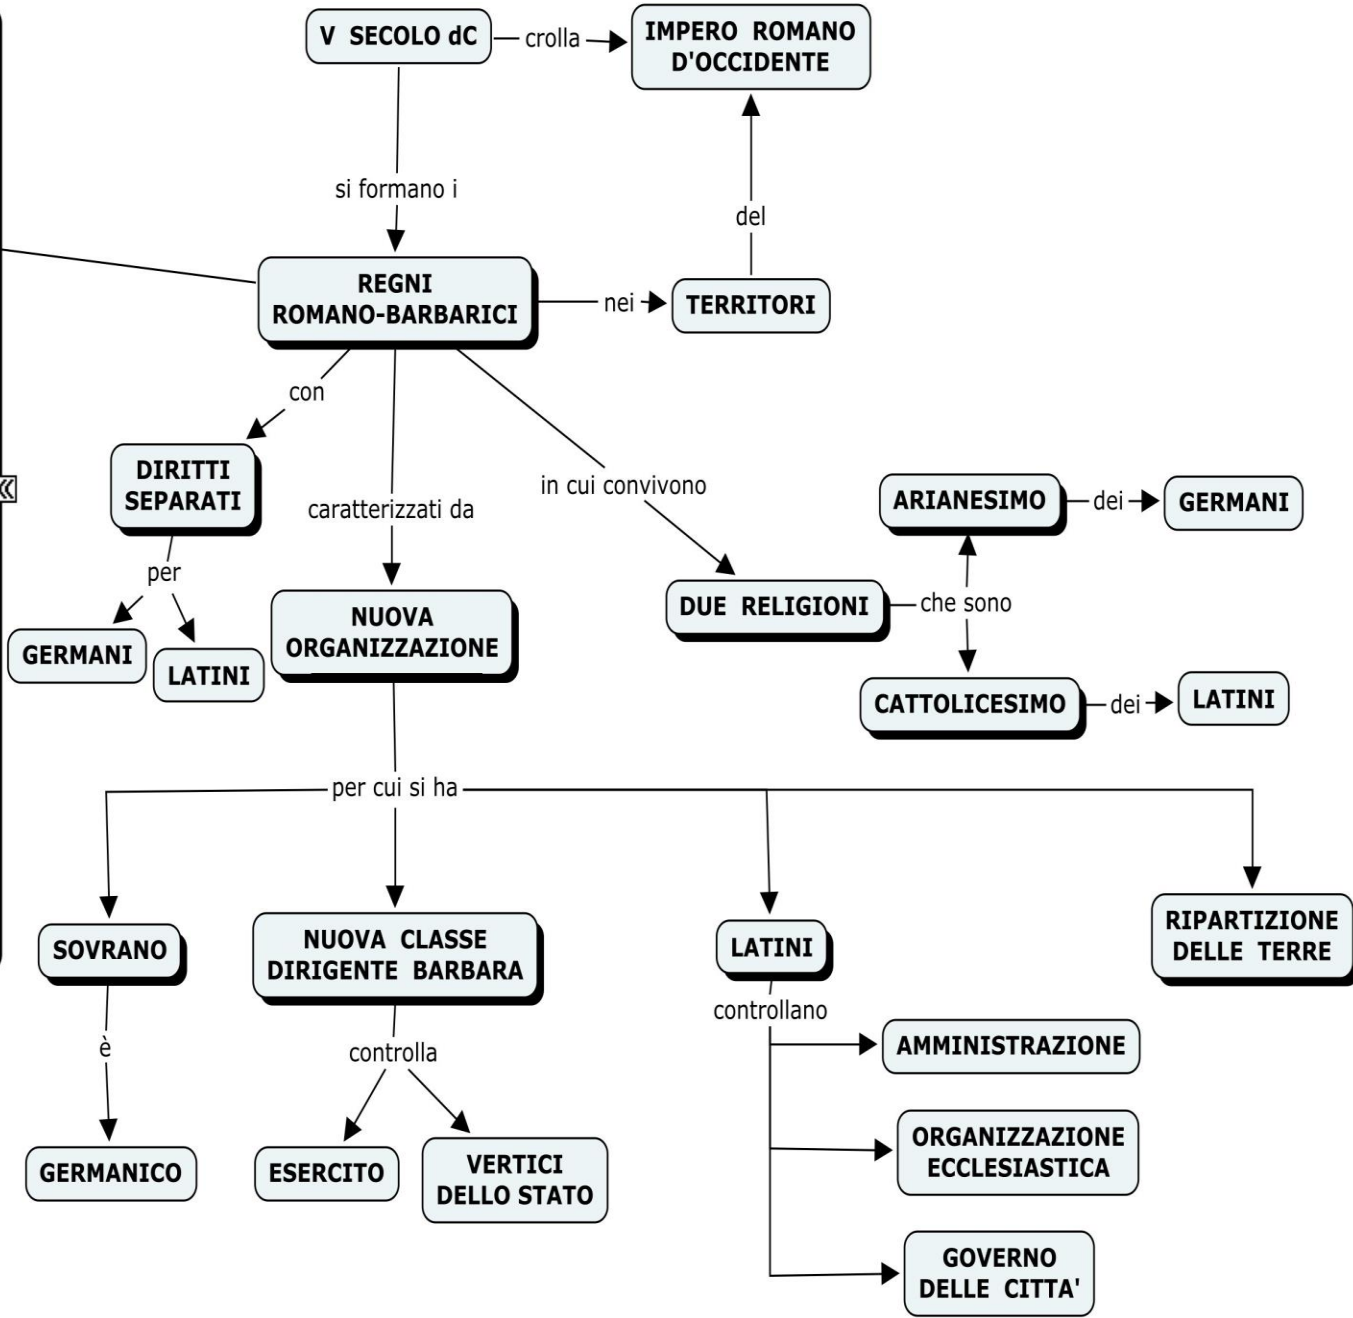 V SECOLO dC
crolla
IMPERO ROMANO
D'OCCIDENTE
si formano i
del
REGNI
ROMANO-BARBARICI
nei
TERRITORI
con
DIRITTI
SEPARATI
caratterizzati da
in cui convivono
ARIANESIMO
dei
GERMANI
per
GERMANI
LATINI
NUOVA
ORGANIZZAZIONE
DUE RELIGIONI
che sono
CATTOLICESIMO
dei
LATINI
per cui si ha
SOVRANO
NUOVA CLASSE
DIRIGENTE BARBARA
LATINI
RIPARTIZIONE
DELLE TERRE
è
controlla
controllano
AMMINISTRAZIONE
GERMANICO
ESERCITO
VERTICI
DELLO STATO
ORGANIZZAZIONE
ECCLESIASTICA
GOVERNO
DELLE CITTA'